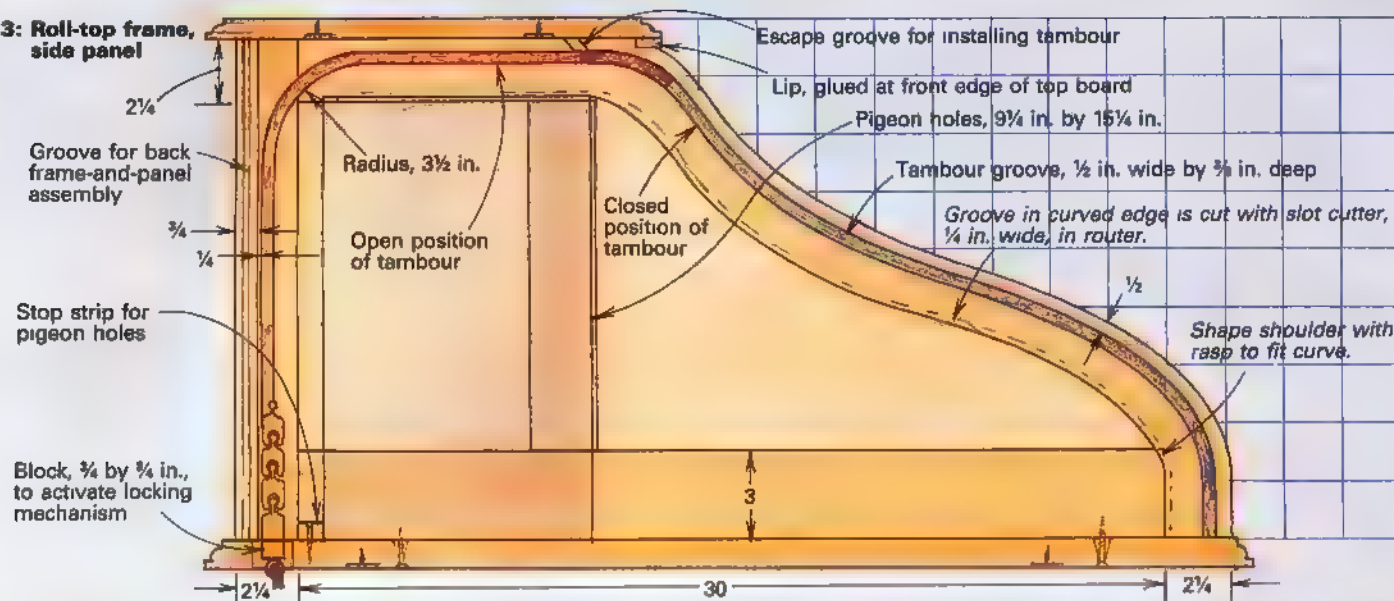 3: Roll-top frame,
side panel
2¼
Groove for back
frame-and-panel
assembly
¾
¼
Stop strip for
pigeon holes
Block, ¾ by ¾ in.,
to activate locking
mechanism
Radius, 3½ in.
Open position
of tambour
Closed
position of
tambour
Escape groove for installing tambour
Lip, glued at front edge of top board
Pigeon holes, 9¾ in. by 15¼ in.
Tambour groove, ½ in. wide by ⅜ in. deep
Groove in curved edge is cut with slot cutter,
¼ in. wide, in router.
½
Shape shoulder with
rasp to fit curve.
3
2¼
30
2¼